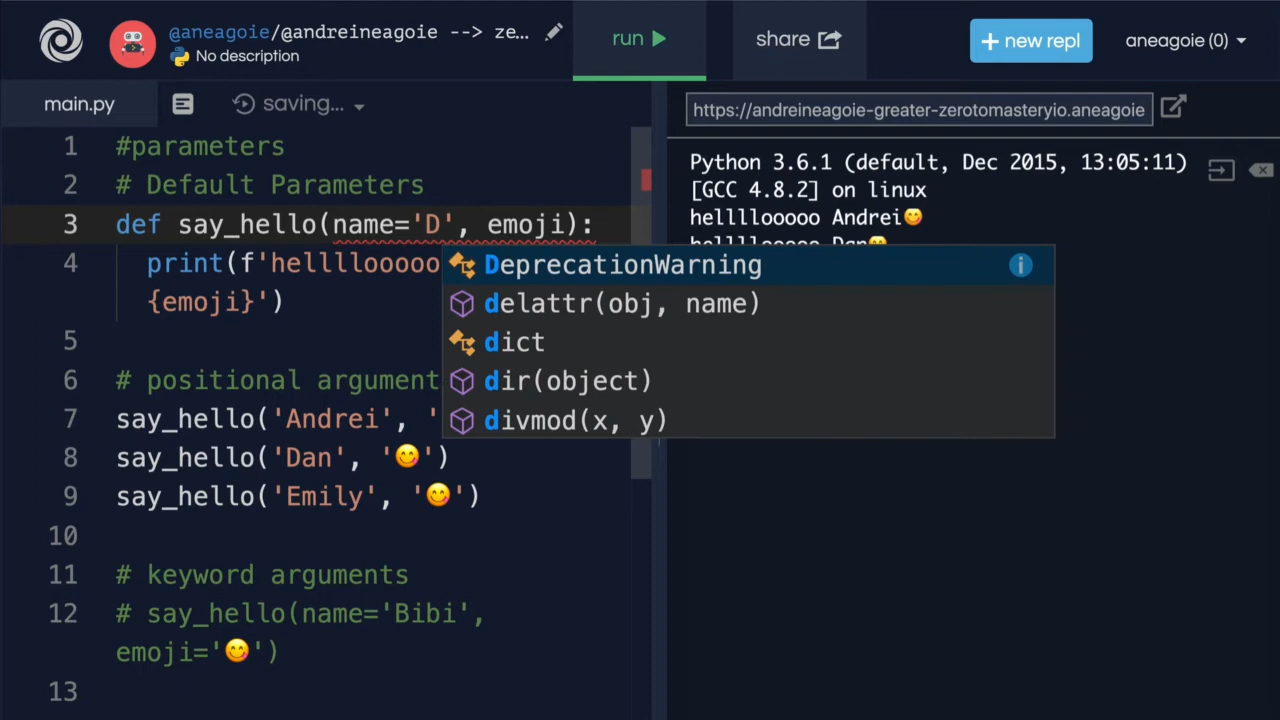 @aneagoie/@andreineagoie --> ze...
No description
run
share
+ new repl
aneagoie (0)
main.py
saving...
1 #parameters
2 # Default Parameters
3 def say_hello(name='D', emoji):
4 print(f'helllloooo
{emoji}')
5
6 # positional argument
7 say_hello('Andrei', '
8 say_hello('Dan', '😋')
9 say_hello('Emily', '😋')
10
11 # keyword arguments
12 # say_hello(name='Bibi',
emoji='😋')
13
DeprecationWarning
delattr(obj, name)
dict
dir(object)
divmod(x, y)
https://andreineagoie-greater-zerotomasteryio.aneagoie
Python 3.6.1 (default, Dec 2015, 13:05:11)
[GCC 4.8.2] on linux
hellllooooo Andrei😋
hellllooooo Dan😋